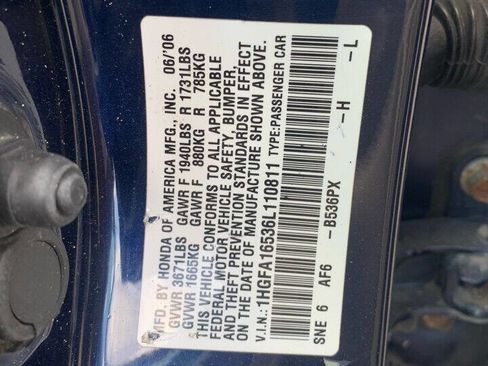 MFD. BY HONDA OF AMERICA MFG., INC. 06/'06
GVWR 3671LBS GAWR F 1940LBS R 1731LBS
GVWR 1665KG GAWR F 880KG R 785KG
THIS VEHICLE CONFORMS TO ALL APPLICABLE
FEDERAL MOTOR VEHICLE SAFETY, BUMPER,
AND THEFT PREVENTION STANDARDS IN EFFECT
ON THE DATE OF MANUFACTURE SHOWN ABOVE.
V.I.N.: 1HGFA16536L110811 TYPE:PASSENGER CAR
SNE 6 AF6 -B536PX -H -L